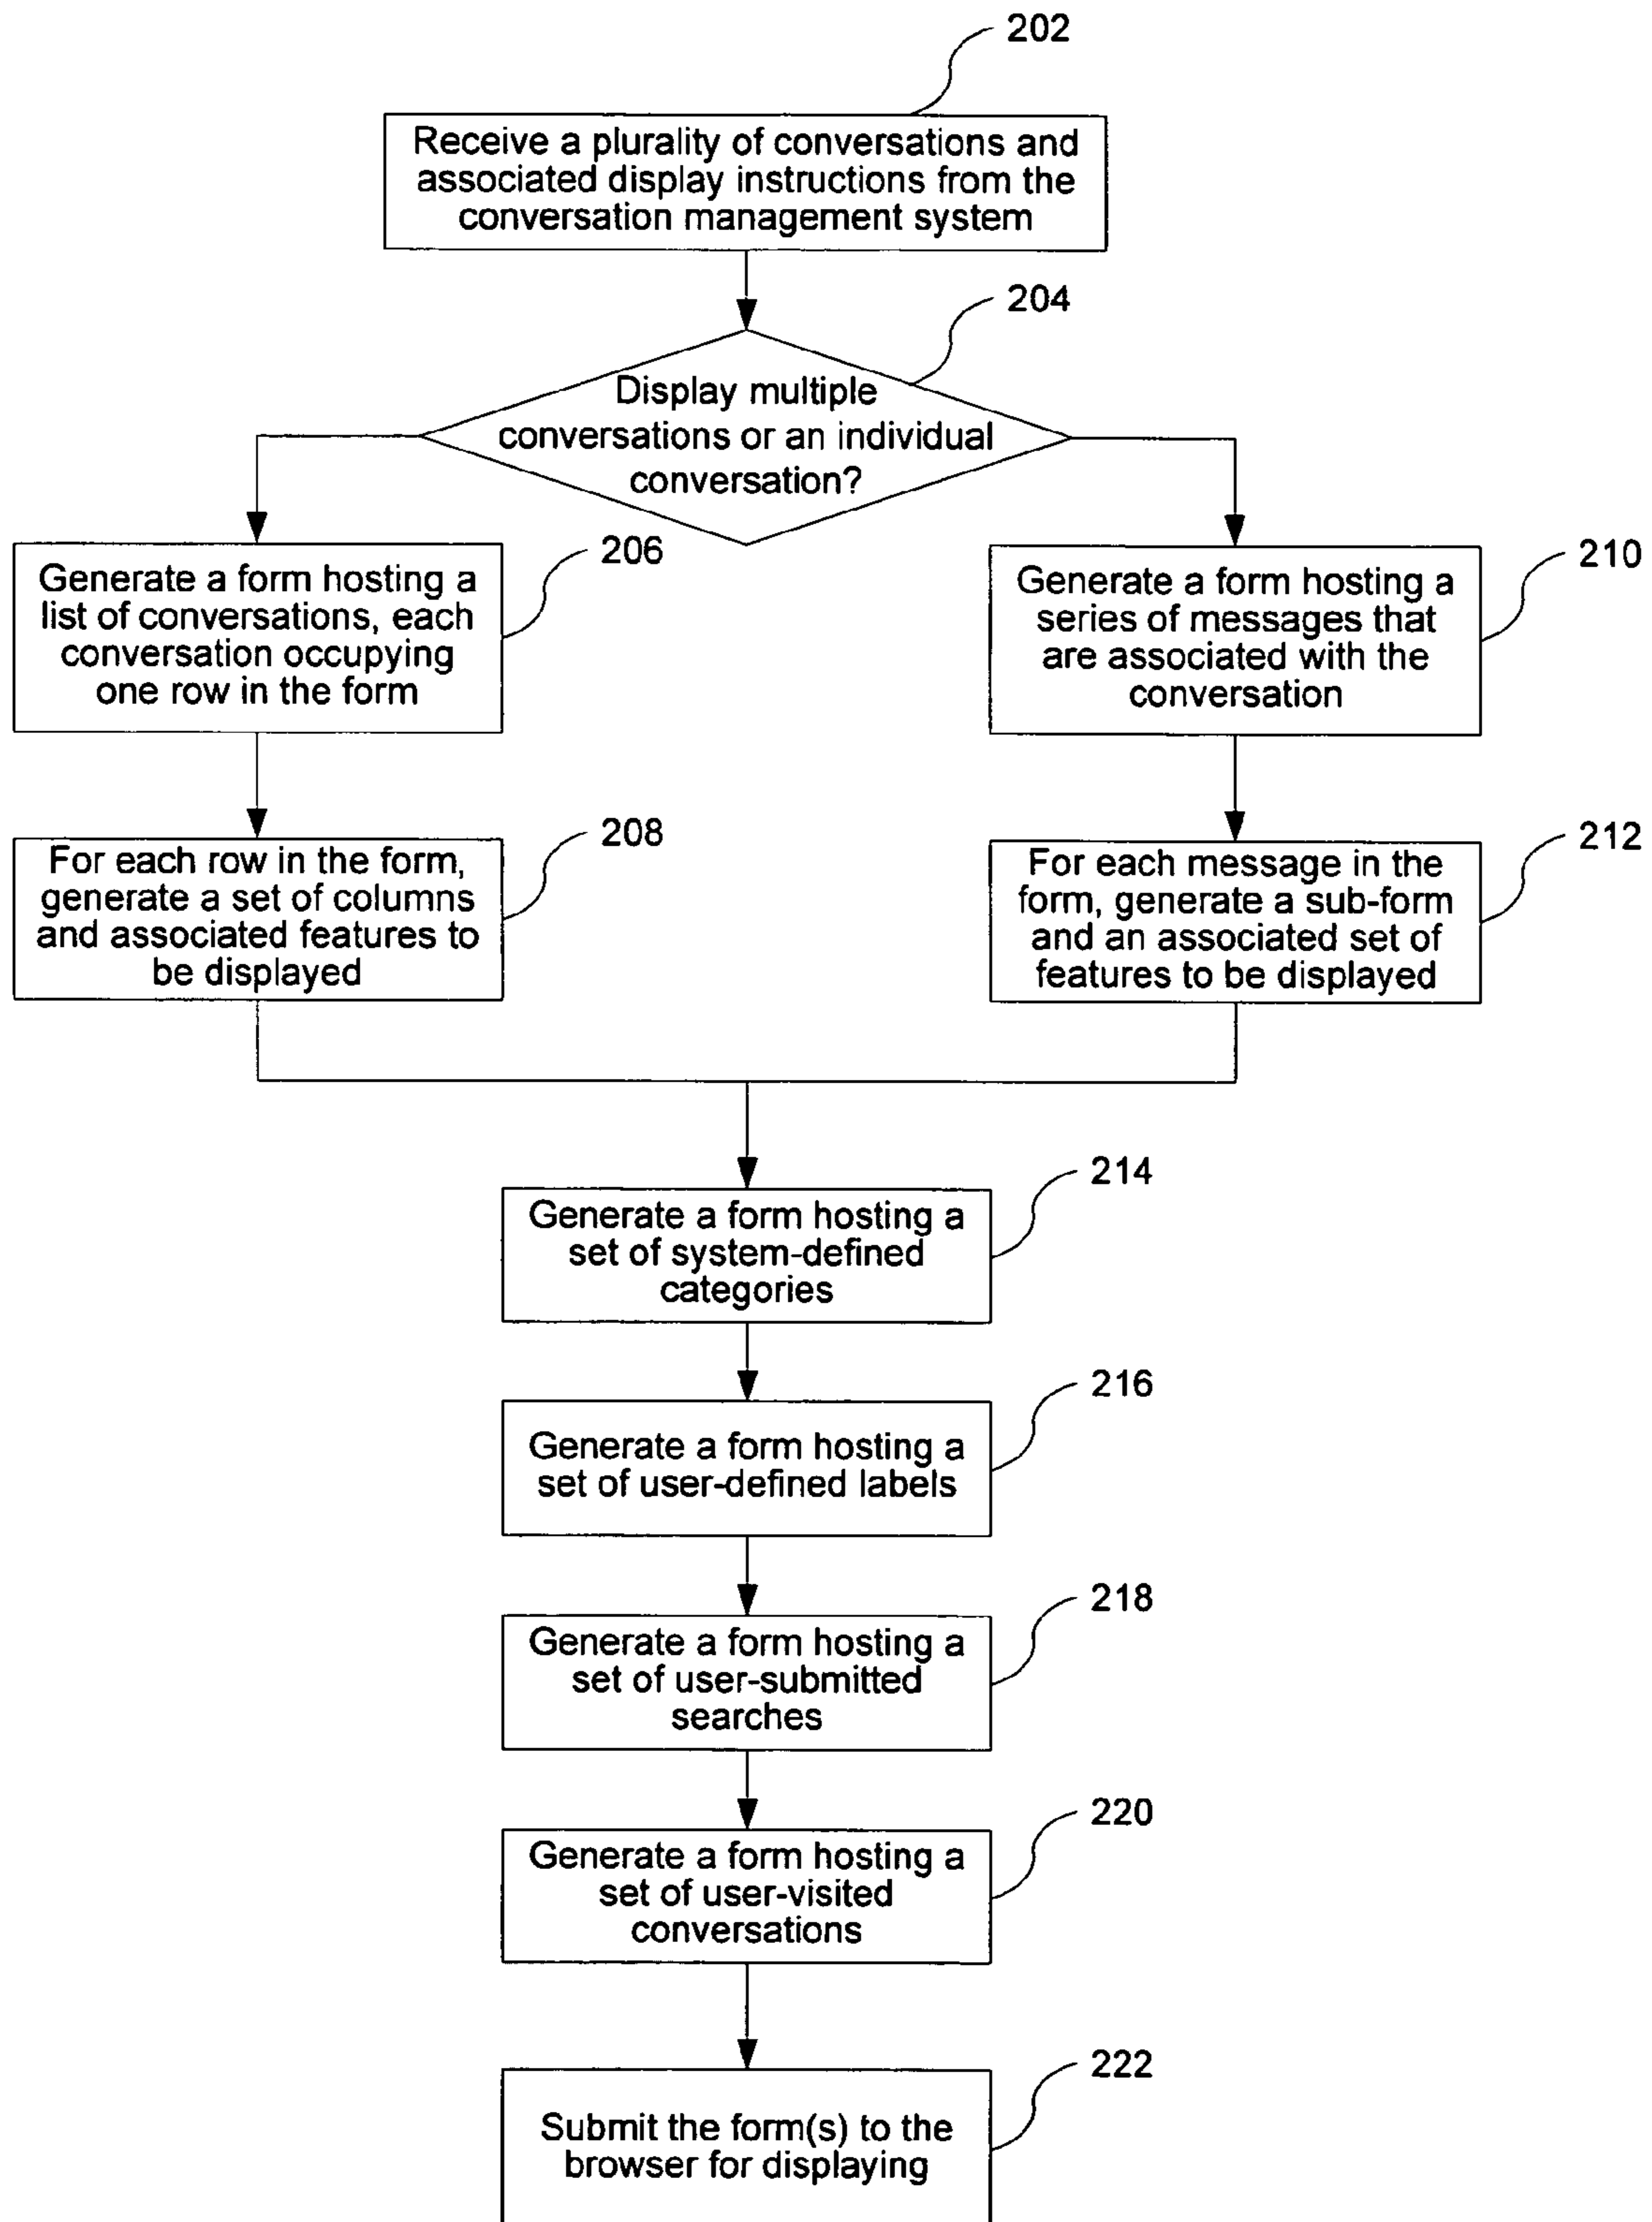 202
Receive a plurality of conversations and
associated display instructions from the
conversation management system
204
Display multiple
conversations or an individual
conversation?
206
Generate a form hosting a
list of conversations, each
conversation occupying
one row in the form
210
Generate a form hosting a
series of messages that
are associated with the
conversation
208
For each row in the form,
generate a set of columns
and associated features to
be displayed
212
For each message in the
form, generate a sub-form
and an associated set of
features to be displayed
214
Generate a form hosting a
set of system-defined
categories
216
Generate a form hosting a
set of user-defined labels
218
Generate a form hosting a
set of user-submitted
searches
220
Generate a form hosting a
set of user-visited
conversations
222
Submit the form(s) to the
browser for displaying